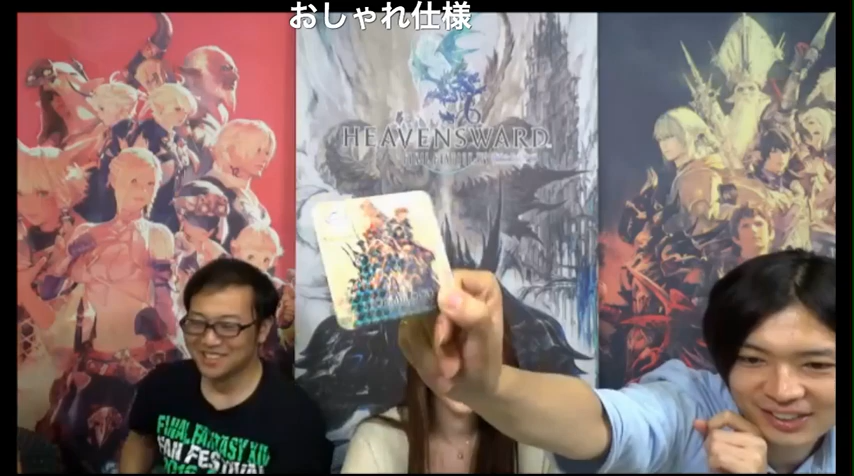 おしゃれ仕様
HEAVENSWARD
FINAL FANTASY XIV
FAN FESTIVAL